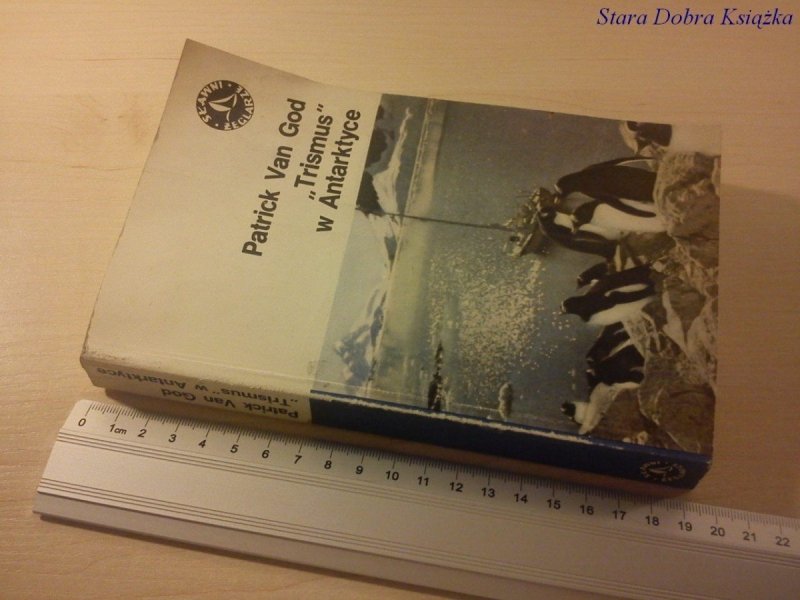 Stara Dobra Książka
SŁAWNI ŻEGLARZE
Patrick Van God
„Trismus”
w Antarktyce
Patrick Van God
„Trismus” w Antarktyce
0 1cm 2 3 4 5 6 7 8 9 10 11 12 13 14 15 16 17 18 19 20 21 22